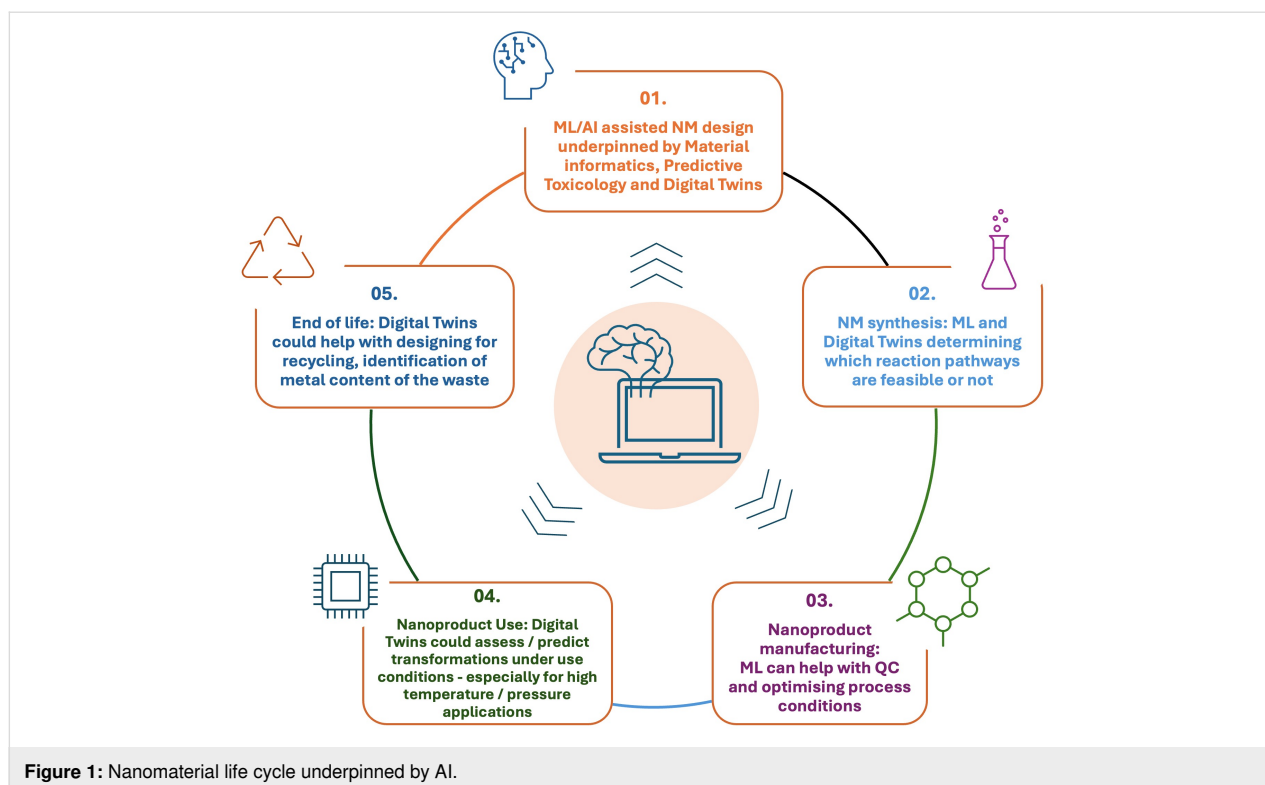 01.
ML/AI assisted NM design
underpinned by Material
informatics, Predictive
Toxicology and Digital Twins
02.
NM synthesis: ML and
Digital Twins determining
which reaction pathways
are feasible or not
03.
Nanoproduct
manufacturing:
ML can help with QC
and optimising process
conditions
04.
Nanoproduct Use: Digital
Twins could assess / predict
transformations under use
conditions - especially for high
temperature / pressure
applications
05.
End of life: Digital Twins
could help with designing for
recycling, identification of
metal content of the waste
Figure 1: Nanomaterial life cycle underpinned by AI.